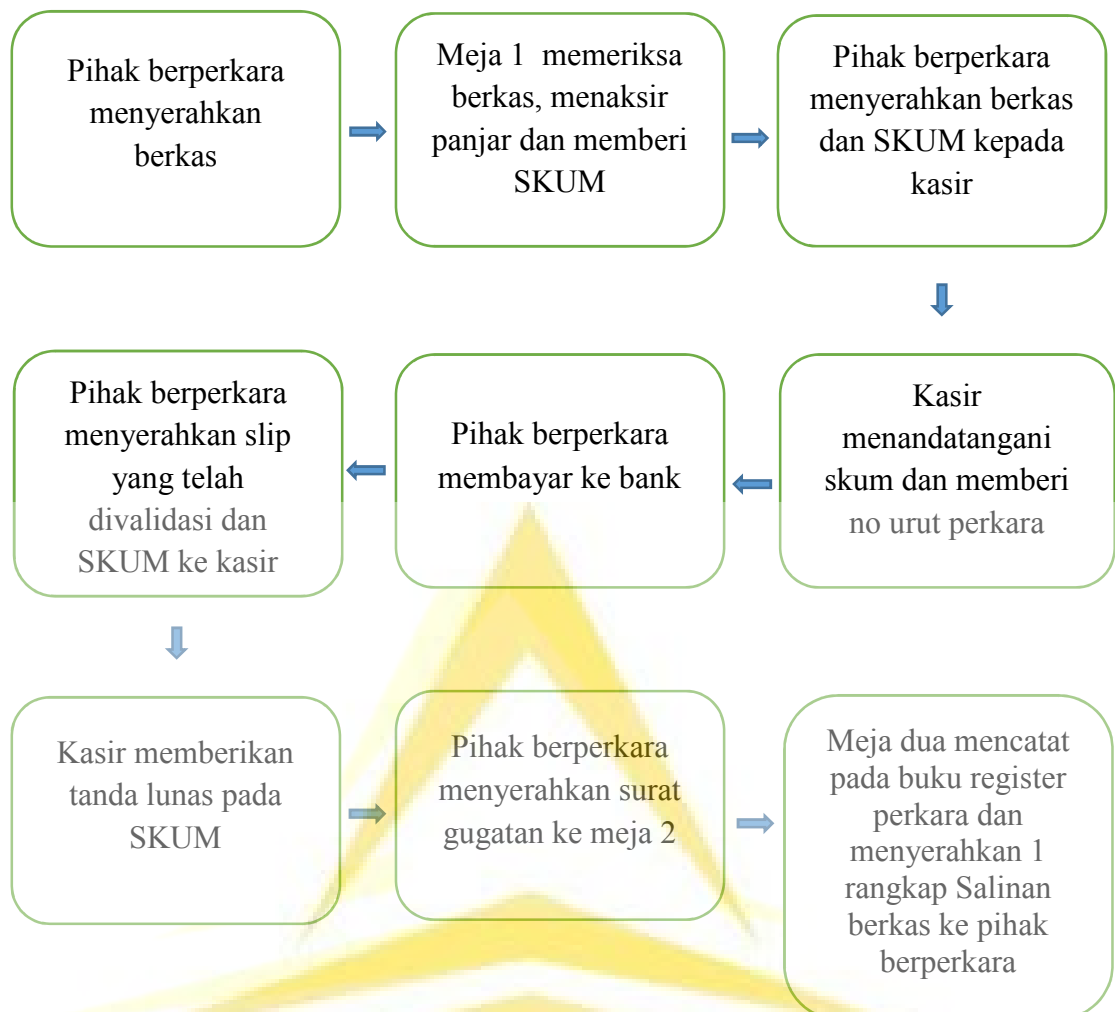 Pihak berperkara
menyerahkan
berkas
Meja 1 memeriksa
berkas, menaksir
panjar dan memberi
SKUM
Pihak berperkara
menyerahkan berkas
dan SKUM kepada
kasir
Kasir
menandatangani
skum dan memberi
no urut perkara
Pihak berperkara
membayar ke bank
Pihak berperkara
menyerahkan slip
yang telah
divalidasi dan
SKUM ke kasir
Kasir memberikan
tanda lunas pada
SKUM
Pihak berperkara
menyerahkan surat
gugatan ke meja 2
Meja dua mencatat
pada buku register
perkara dan
menyerahkan 1
rangkap Salinan
berkas ke pihak
berperkara